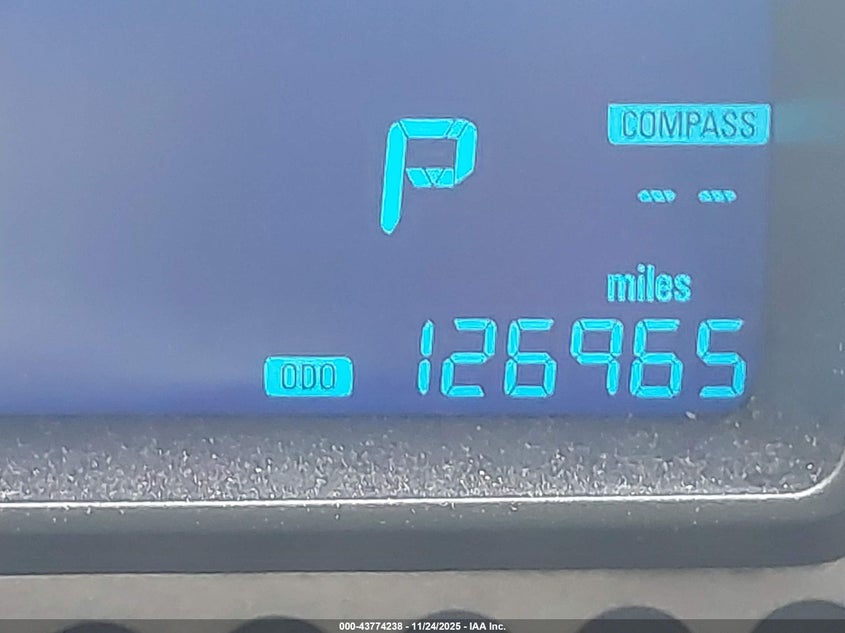 P
COMPASS
-- --
miles
ODO 126965
000-43774238 - 11/24/2025 - IAA Inc.